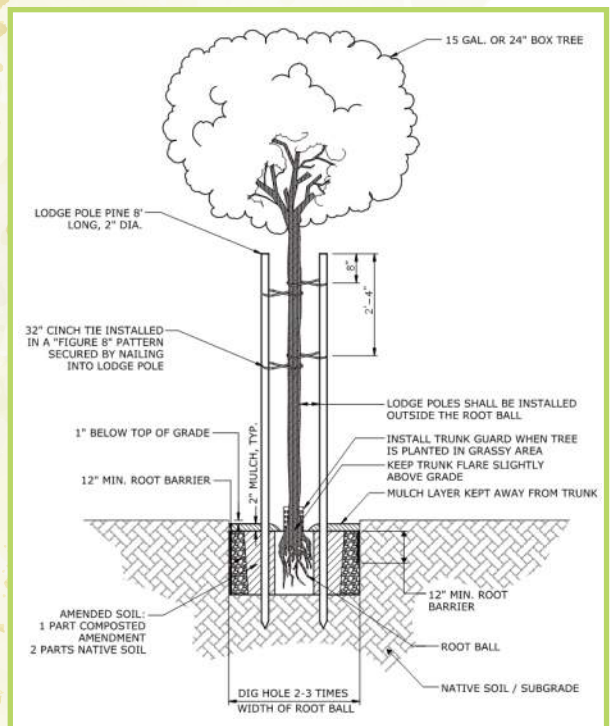 15 GAL. OR 24" BOX TREE
LODGE POLE PINE 8'
LONG, 2" DIA.
8"
2'-4"
32" CINCH TIE INSTALLED
IN A "FIGURE 8" PATTERN
SECURED BY NAILING
INTO LODGE POLE
LODGE POLES SHALL BE INSTALLED
OUTSIDE THE ROOT BALL
1" BELOW TOP OF GRADE
2" MULCH, TYP.
INSTALL TRUNK GUARD WHEN TREE
IS PLANTED IN GRASSY AREA
KEEP TRUNK FLARE SLIGHTLY
ABOVE GRADE
12" MIN. ROOT BARRIER
MULCH LAYER KEPT AWAY FROM TRUNK
12" MIN. ROOT
BARRIER
AMENDED SOIL:
1 PART COMPOSTED
AMENDMENT
2 PARTS NATIVE SOIL
ROOT BALL
NATIVE SOIL / SUBGRADE
DIG HOLE 2-3 TIMES
WIDTH OF ROOT BALL